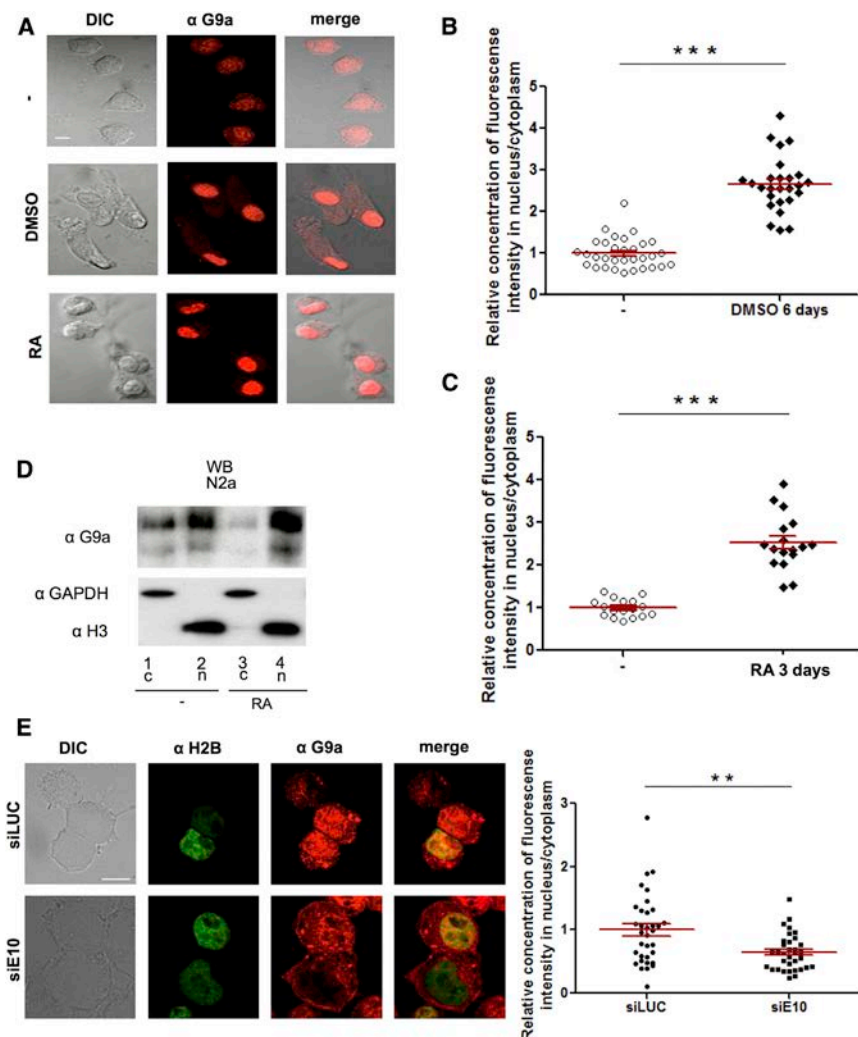 A
DIC
α G9a
merge
-
DMSO
RA
B
* * *
Relative concentration of fluorescense
intensity in nucleus/cytoplasm
5
4
3
2
1
0
-
DMSO 6 days
C
* * *
Relative concentration of fluorescense
intensity in nucleus/cytoplasm
5
4
3
2
1
0
-
RA 3 days
D
WB
N2a
α G9a
α GAPDH
α H3
1 2 3 4
c n c n
- RA
E
DIC
α H2B
α G9a
merge
siLUC
siE10
* *
Relative concentration of fluorescense
intensity in nucleus/cytoplasm
3
2
1
0
siLUC
siE10